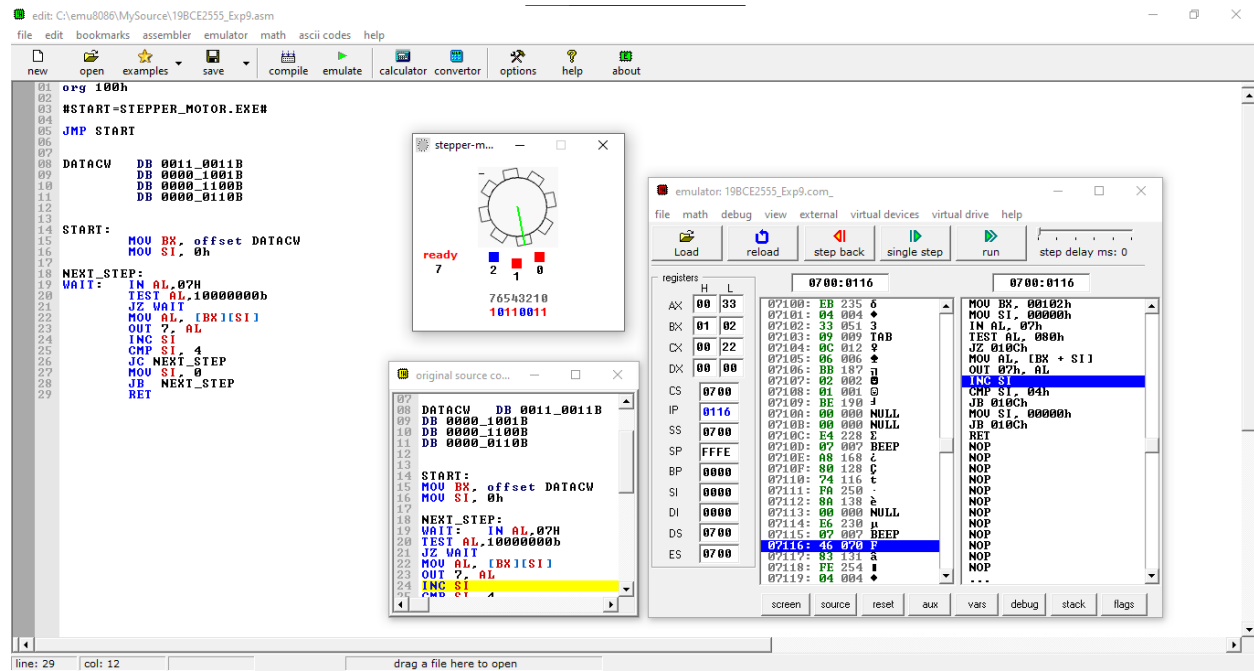 edit: C:\emu8086\MySource\19BCE2555_Exp9.asm
file edit bookmarks assembler emulator math ascii codes help
new open examples save compile emulate calculator convertor options help about
01 org 100h
02
03 #START=STEPPER_MOTOR.EXE#
04
05 JMP START
06
07
08 DATACW DB 0011_0011B
09 DB 0000_1001B
10 DB 0000_1100B
11 DB 0000_0110B
12
13
14 START:
15 MOV BX, offset DATACW
16 MOV SI, 0h
17
18 NEXT_STEP:
19 WAIT: IN AL,07H
20 TEST AL,10000000b
21 JZ WAIT
22 MOV AL, [BX][SI]
23 OUT 7, AL
24 INC SI
25 CMP SI, 4
26 JC NEXT_STEP
27 MOV SI, 0
28 JB NEXT_STEP
29 RET
stepper-m...
ready
7 2 1 0
76543210
10110011
original source co...
07
08 DATACW DB 0011_0011B
09 DB 0000_1001B
10 DB 0000_1100B
11 DB 0000_0110B
12
13
14 START:
15 MOV BX, offset DATACW
16 MOV SI, 0h
17
18 NEXT_STEP:
19 WAIT: IN AL,07H
20 TEST AL,10000000b
21 JZ WAIT
22 MOV AL, [BX][SI]
23 OUT 7, AL
24 INC SI
25 CMP SI, 4
emulator: 19BCE2555_Exp9.com_
file math debug view external virtual devices virtual drive help
Load reload step back single step run step delay ms: 0
registers
H L
AX 00 33
BX 01 02
CX 00 22
DX 00 00
CS 0700
IP 0116
SS 0700
SP FFFE
BP 0000
SI 0000
DI 0000
DS 0700
ES 0700
0700:0116
07100: EB 235 δ
07101: 04 004 ♦
07102: 33 051 3
07103: 09 009 TAB
07104: 0C 012 ♀
07105: 06 006 ♠
07106: BB 187 ╗
07107: 02 002 ☻
07108: 01 001 ☺
07109: BE 190 ╛
0710A: 00 000 NULL
0710B: 00 000 NULL
0710C: E4 228 Σ
0710D: 07 007 BEEP
0710E: A8 168 ¿
0710F: 80 128 Ç
07110: 74 116 t
07111: FA 250 ·
07112: 8A 138 è
07113: 00 000 NULL
07114: E6 230 µ
07115: 07 007 BEEP
07116: 46 070 F
07117: 83 131 â
07118: FE 254 ■
07119: 04 004 ♦
0700:0116
MOV BX, 00102h
MOV SI, 00000h
IN AL, 07h
TEST AL, 080h
JZ 010Ch
MOV AL, [BX + SI]
OUT 07h, AL
INC SI
CMP SI, 04h
JB 010Ch
MOV SI, 00000h
JB 010Ch
RET
NOP
NOP
NOP
NOP
NOP
NOP
NOP
NOP
NOP
NOP
NOP
NOP
...
screen source reset aux vars debug stack flags
line: 29 col: 12 drag a file here to open